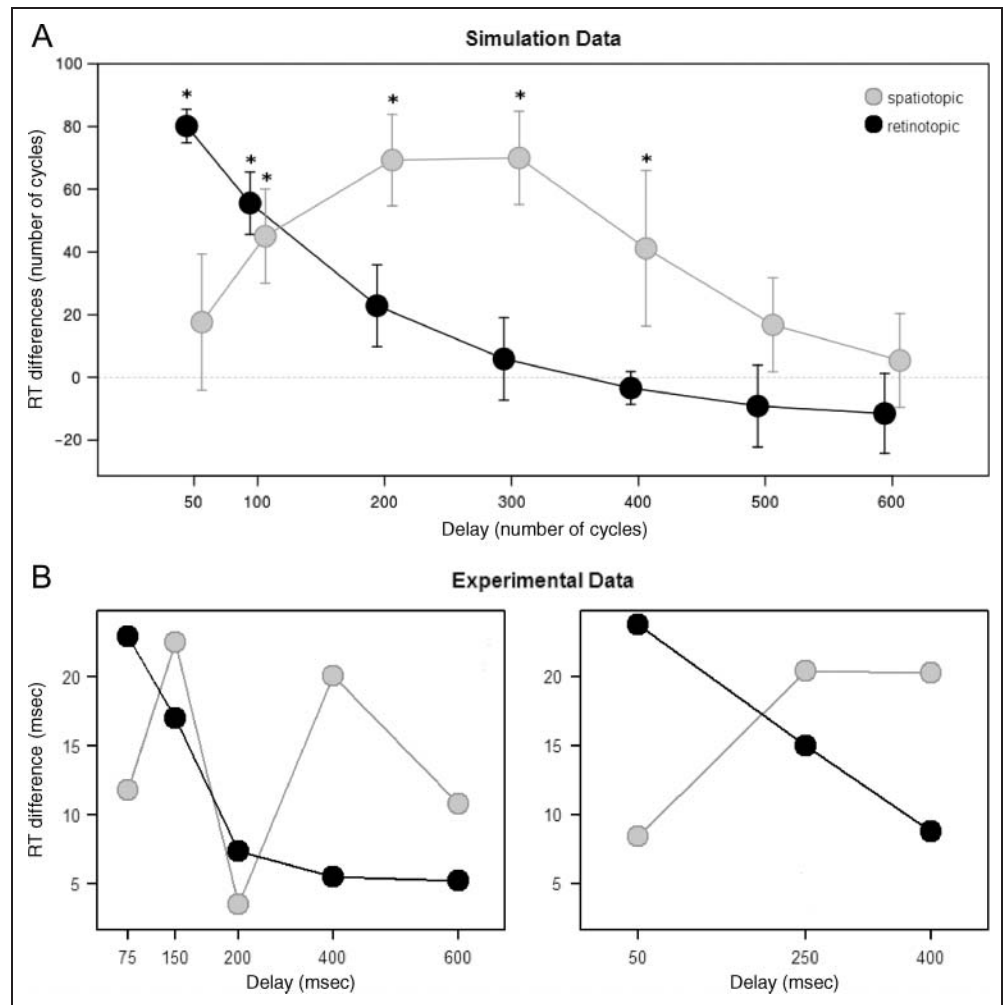 A
Simulation Data
100
80
60
40
20
0
−20
RT differences (number of cycles)
* * * * * *
spatiotopic
retinotopic
50 100 200 300 400 500 600
Delay (number of cycles)
B
Experimental Data
20
15
10
5
RT difference (msec)
75 150 200 400 600
Delay (msec)
20
15
10
5
50 250 400
Delay (msec)